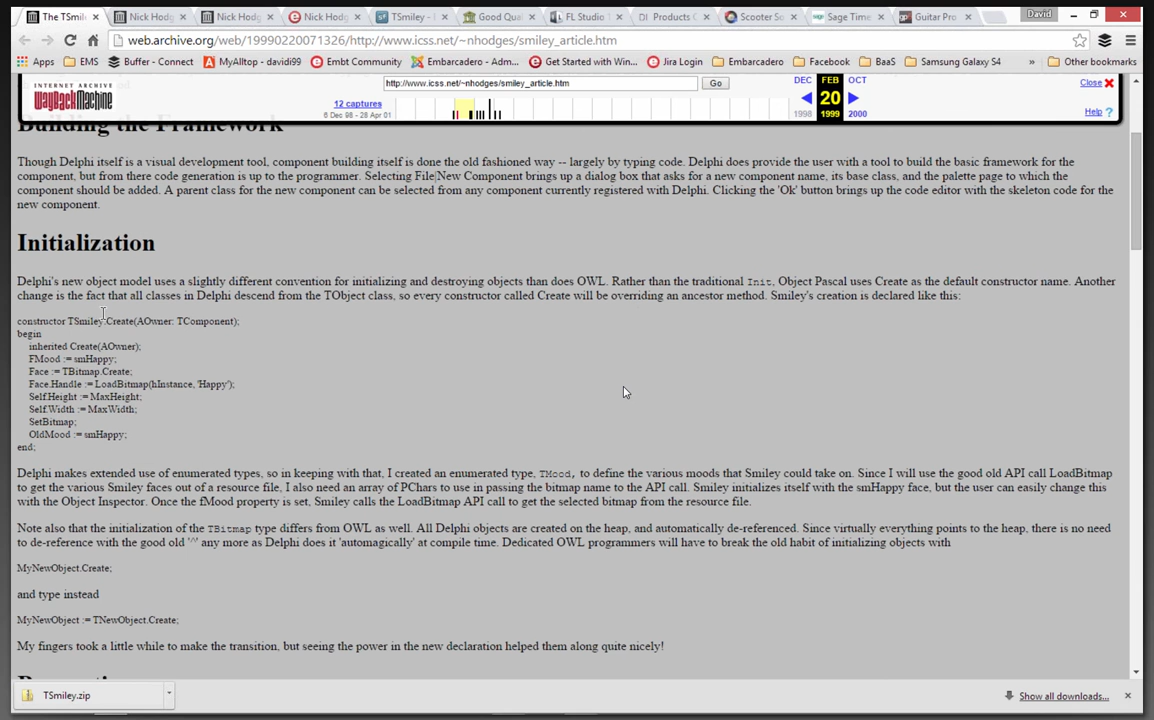 The TSmile
Nick Hodg
Nick Hodg
Nick Hodg
TSmiley -
Good Qua
FL Studio
Products
Scooter So
Sage Time
Guitar Pro
David
web.archive.org/web/19990220071326/http://www.icss.net/~nhodges/smiley_article.htm
Apps
EMS
Buffer - Connect
MyAlltop - davidi99
Embt Community
Embarcadero - Admin...
Get Started with Win...
Jira Login
Embarcadero
Facebook
BaaS
Samsung Galaxy S4
»
Other bookmarks
INTERNET ARCHIVE
WayBackMachine
http://www.icss.net/~nhodges/smiley_article.htm
Go
12 captures
6 Dec 98 - 28 Apr 01
DEC FEB OCT
20
1998 1999 2000
Close
Help ?
Building the Framework
Though Delphi itself is a visual development tool, component building itself is done the old fashioned way -- largely by typing code. Delphi does provide the user with a tool to build the basic framework for the
component, but from there code generation is up to the programmer. Selecting File|New Component brings up a dialog box that asks for a new component name, its base class, and the palette page to which the
component should be added. A parent class for the new component can be selected from any component currently registered with Delphi. Clicking the 'Ok' button brings up the code editor with the skeleton code for the
new component.
Initialization
Delphi's new object model uses a slightly different convention for initializing and destroying objects than does OWL. Rather than the traditional Init, Object Pascal uses Create as the default constructor name. Another
change is the fact that all classes in Delphi descend from the TObject class, so every constructor called Create will be overriding an ancestor method. Smiley's creation is declared like this:
constructor TSmiley.Create(AOwner: TComponent);
begin
inherited Create(AOwner);
FMood := smHappy;
Face := TBitmap.Create;
Face.Handle := LoadBitmap(hInstance, 'Happy');
Self.Height := MaxHeight;
Self.Width := MaxWidth;
SetBitmap;
OldMood := smHappy;
end;
Delphi makes extended use of enumerated types, so in keeping with that, I created an enumerated type, TMood, to define the various moods that Smiley could take on. Since I will use the good old API call LoadBitmap
to get the various Smiley faces out of a resource file, I also need an array of PChars to use in passing the bitmap name to the API call. Smiley initializes itself with the smHappy face, but the user can easily change this
with the Object Inspector. Once the fMood property is set, Smiley calls the LoadBitmap API call to get the selected bitmap from the resource file.
Note also that the initialization of the TBitmap type differs from OWL as well. All Delphi objects are created on the heap, and automatically de-referenced. Since virtually everything points to the heap, there is no need
to de-reference with the good old '^' any more as Delphi does it 'automagically' at compile time. Dedicated OWL programmers will have to break the old habit of initializing objects with
MyNewObject.Create;
and type instead
MyNewObject := TNewObject.Create;
My fingers took a little while to make the transition, but seeing the power in the new declaration helped them along quite nicely!
TSmiley.zip
Show all downloads...